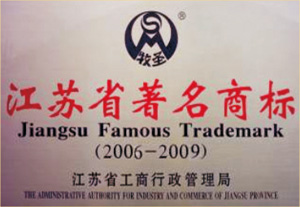 牧圣
江苏省著名商标
Jiangsu Famous Trademark
(2006-2009)
江苏省工商行政管理局
THE ADMINISTRATIVE AUTHORITY FOR INDUSTRY AND COMMERCE OF JIANGSU PROVINCE